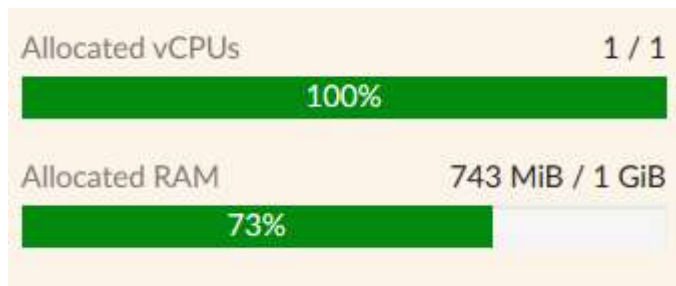 Allocated vCPUs 1 / 1
100%
Allocated RAM 743 MiB / 1 GiB
73%